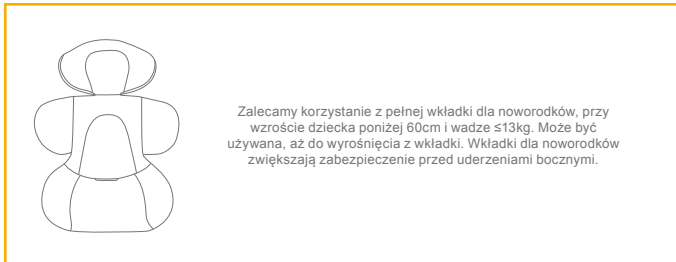 Zalecamy korzystanie z pełnej wkładki dla noworodków, przy
wzroście dziecka poniżej 60cm i wadze ≤13kg. Może być
używana, aż do wyrośnięcia z wkładki. Wkładki dla noworodków
zwiększają zabezpieczenie przed uderzeniami bocznymi.